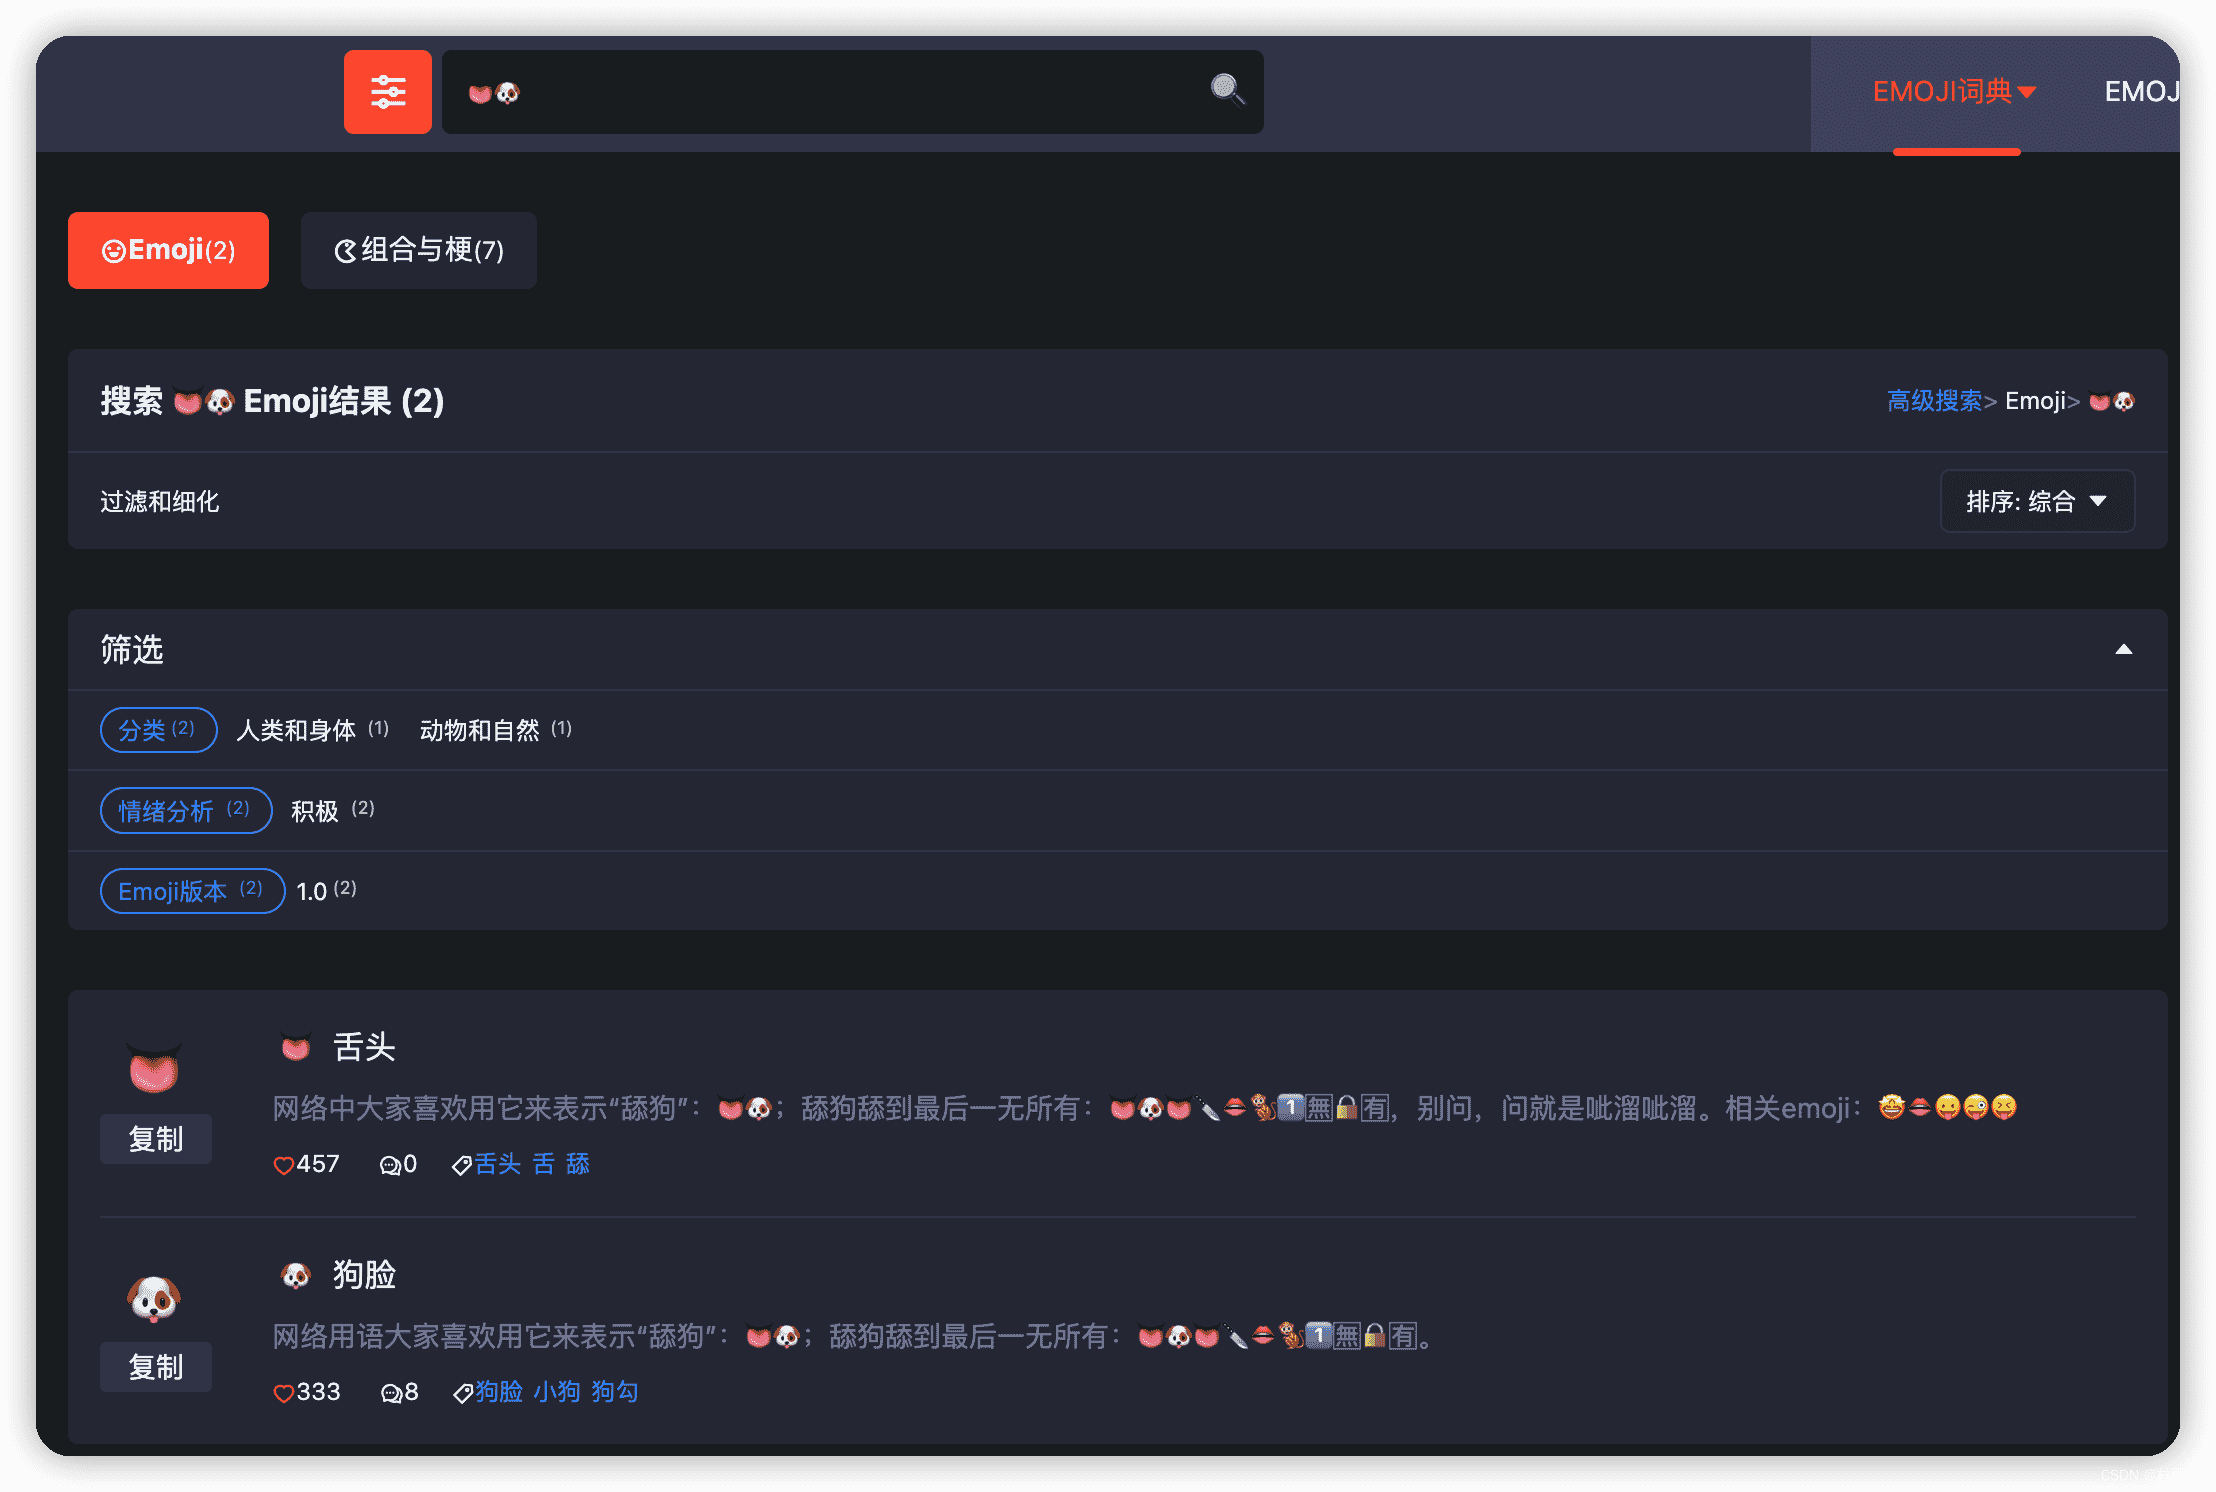 👅🐶 🔍 EMOJI词典 EMOJ
Emoji(2) 组合与梗(7)
搜索 👅🐶 Emoji结果 (2) 高级搜索> Emoji> 👅🐶
过滤和细化 排序: 综合
筛选
分类 (2) 人类和身体 (1) 动物和自然 (1)
情绪分析 (2) 积极 (2)
Emoji版本 (2) 1.0 (2)
👅 舌头
网络中大家喜欢用它来表示“舔狗”：👅🐶；舔狗舔到最后一无所有：👅🐶👅🔪👄🐒1️⃣🈚🔒🈶，别问，问就是呲溜呲溜。相关emoji：🤩👄😛😜😝
复制
457 0 舌头 舌 舔
🐶 狗脸
网络用语大家喜欢用它来表示“舔狗”：👅🐶；舔狗舔到最后一无所有：👅🐶👅🔪👄🐒1️⃣🈚🔒🈶。
复制
333 8 狗脸 小狗 狗勾
CSDN